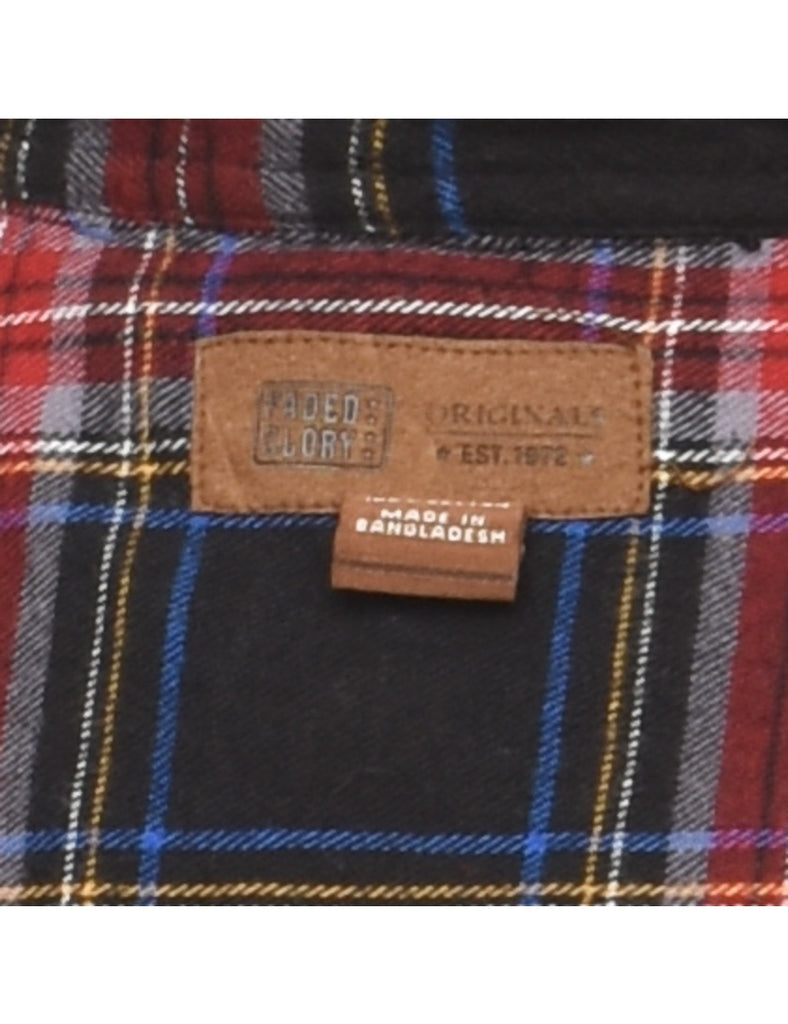 FADED
GLORY
ORIGINALS
EST. 1972
MADE IN
BANGLADESH